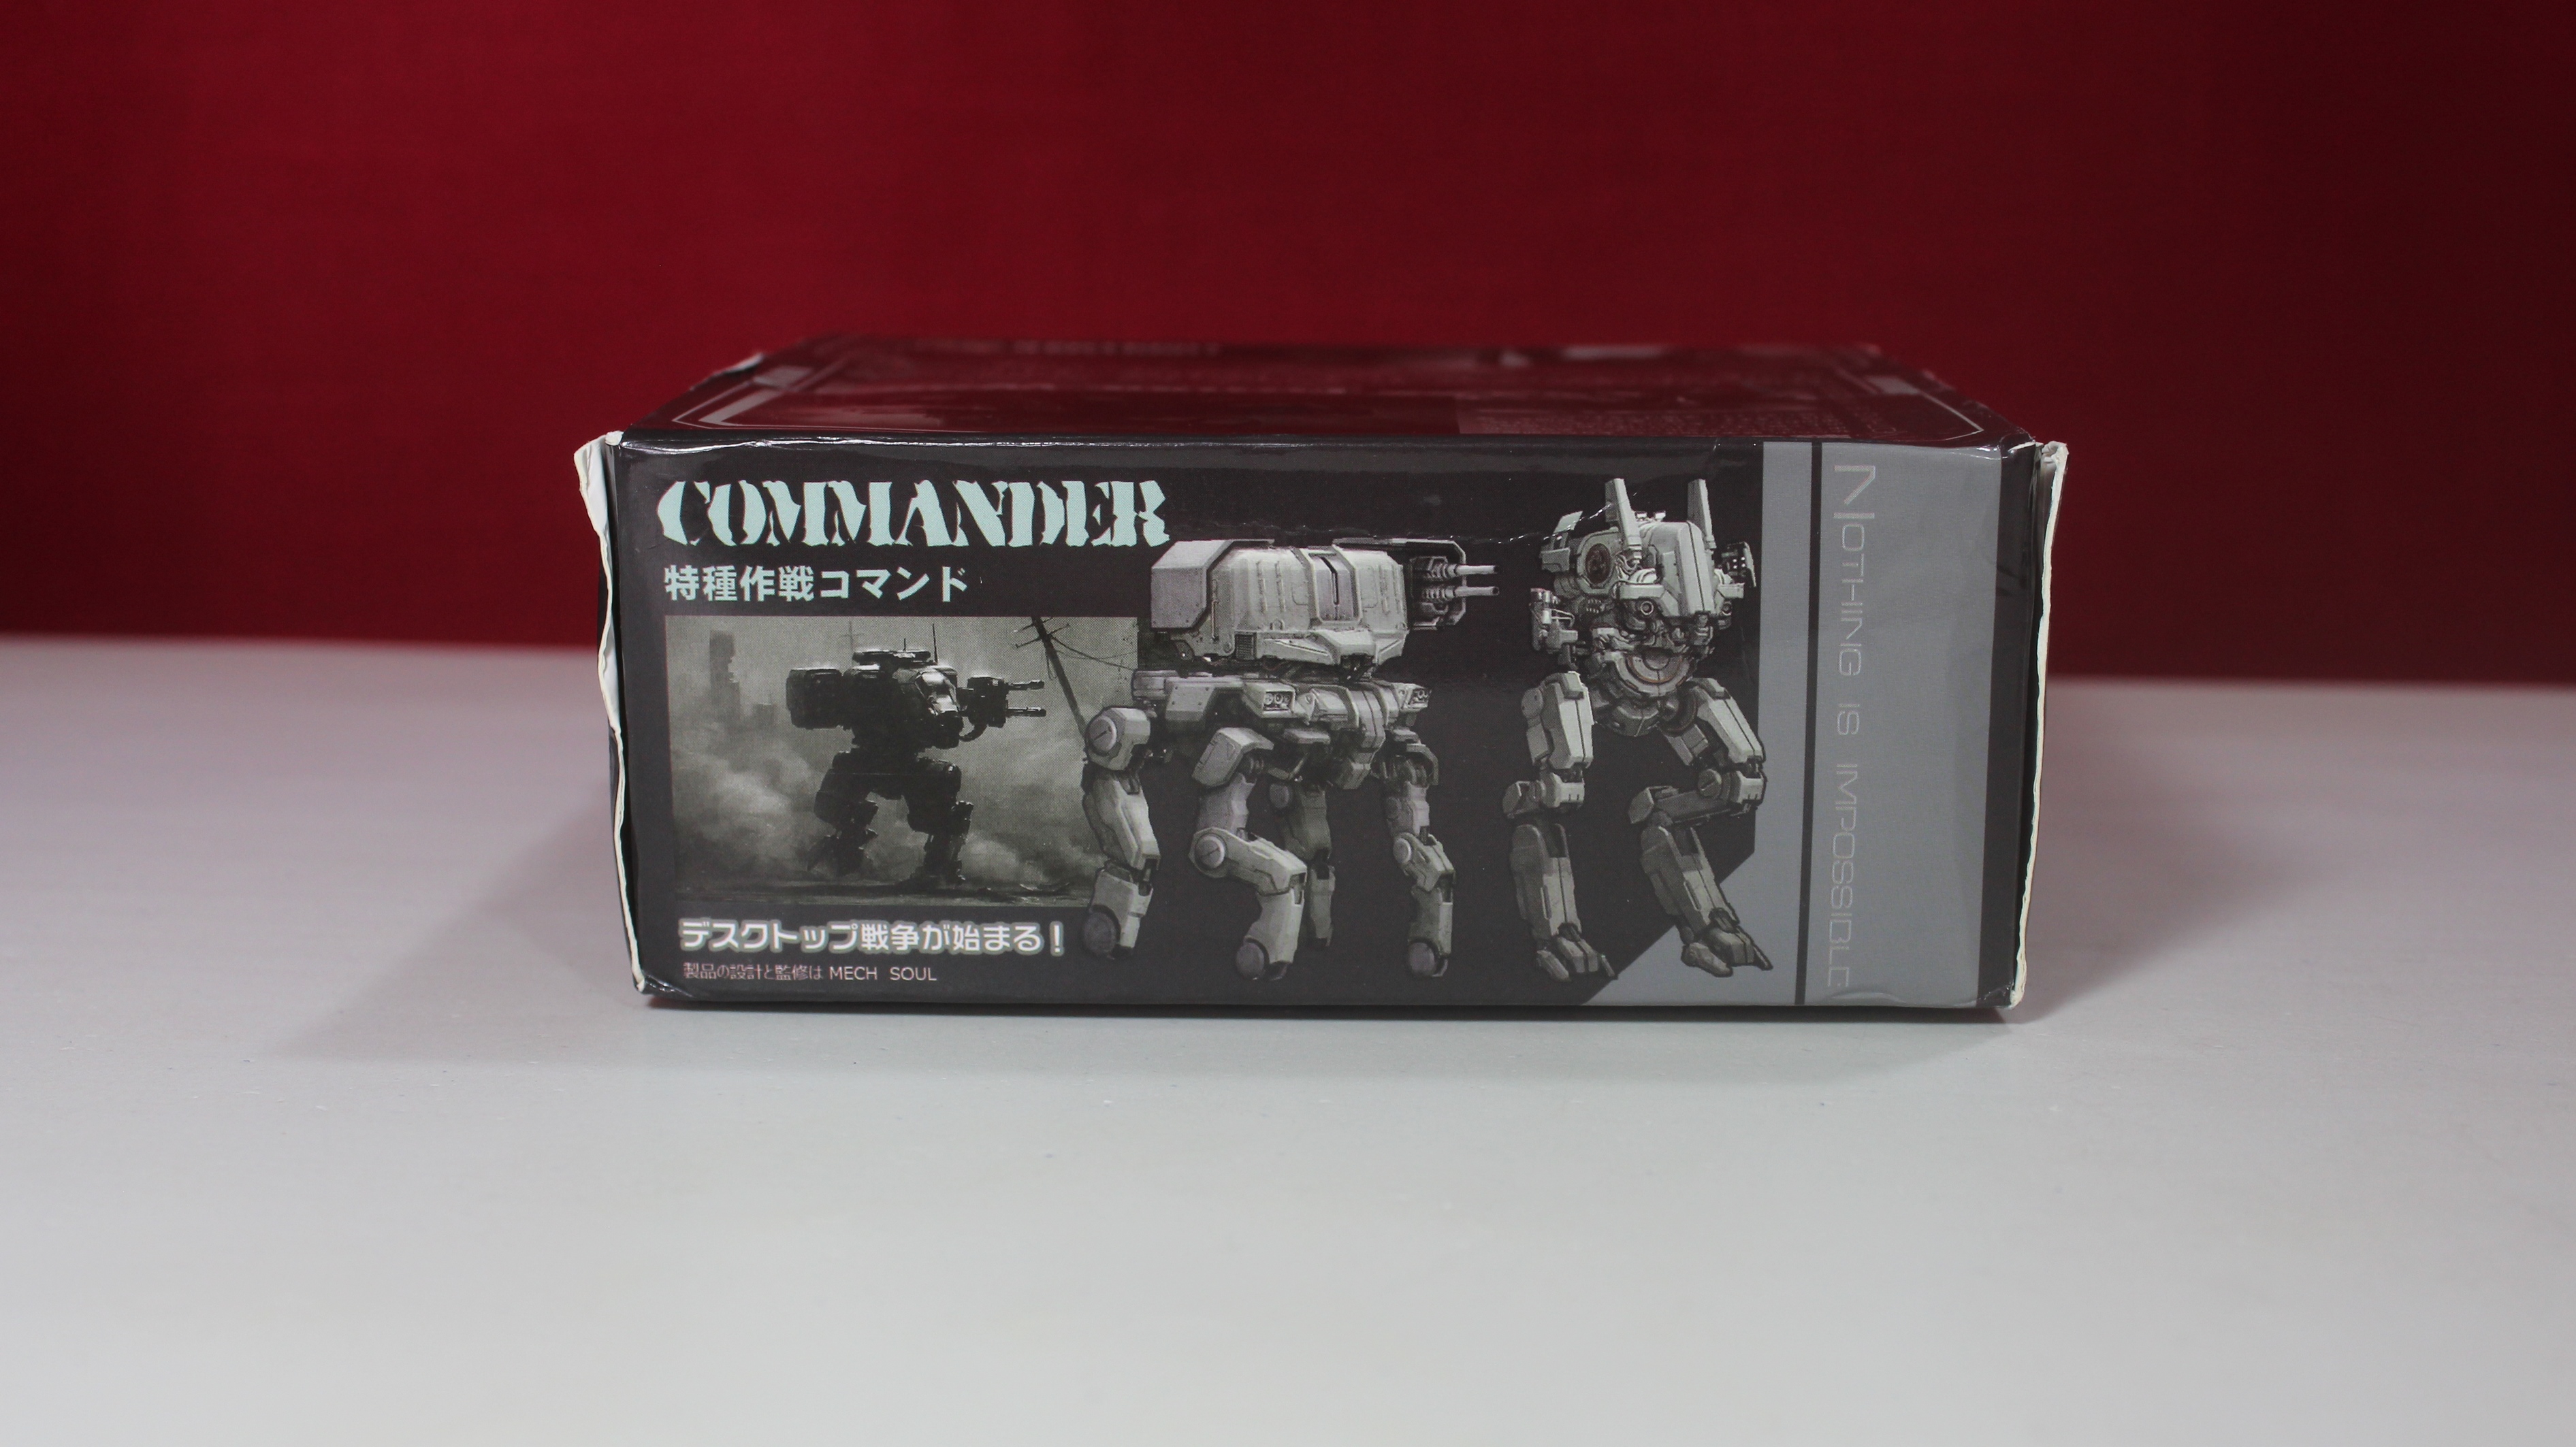 COMMANDER
特種作戦コマンド
デスクトップ戦争が始まる！
製品の設計と監修は MECH SOUL
NOTHING IS IMPOSSIBLE